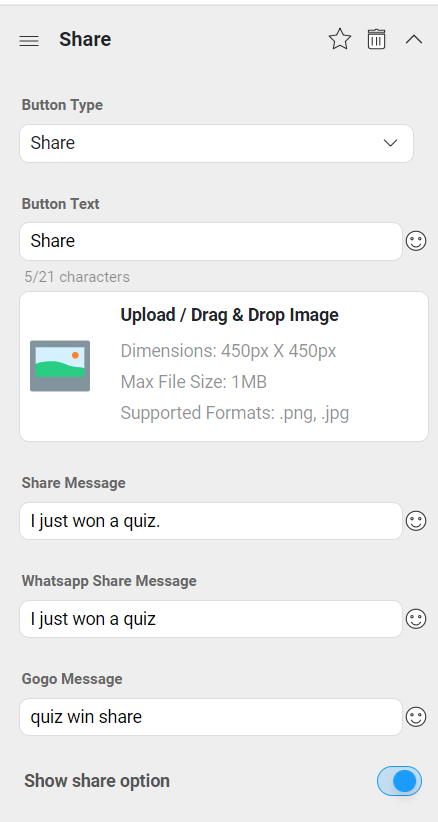 Share
Button Type
Share
Button Text
Share
5/21 characters
Upload / Drag & Drop Image
Dimensions: 450px X 450px
Max File Size: 1MB
Supported Formats: .png, .jpg
Share Message
I just won a quiz.
Whatsapp Share Message
I just won a quiz
Gogo Message
quiz win share
Show share option